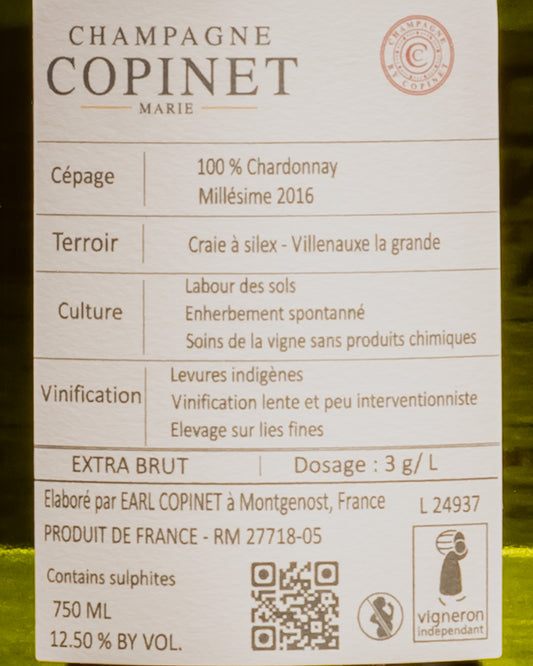 CHAMPAGNE
COPINET
MARIE
CHAMPAGNE
BY COPINET
Cépage
100 % Chardonnay
Millésime 2016
Terroir
Craie à silex - Villenauxe la grande
Culture
Labour des sols
Enherbement spontanné
Soins de la vigne sans produits chimiques
Vinification
Levures indigènes
Vinification lente et peu interventionniste
Elevage sur lies fines
EXTRA BRUT
Dosage : 3 g/ L
Elaboré par EARL COPINET à Montgenost, France
L 24937
PRODUIT DE FRANCE - RM 27718-05
Contains sulphites
750 ML
12.50 % BY VOL.
vigneron
indépendant